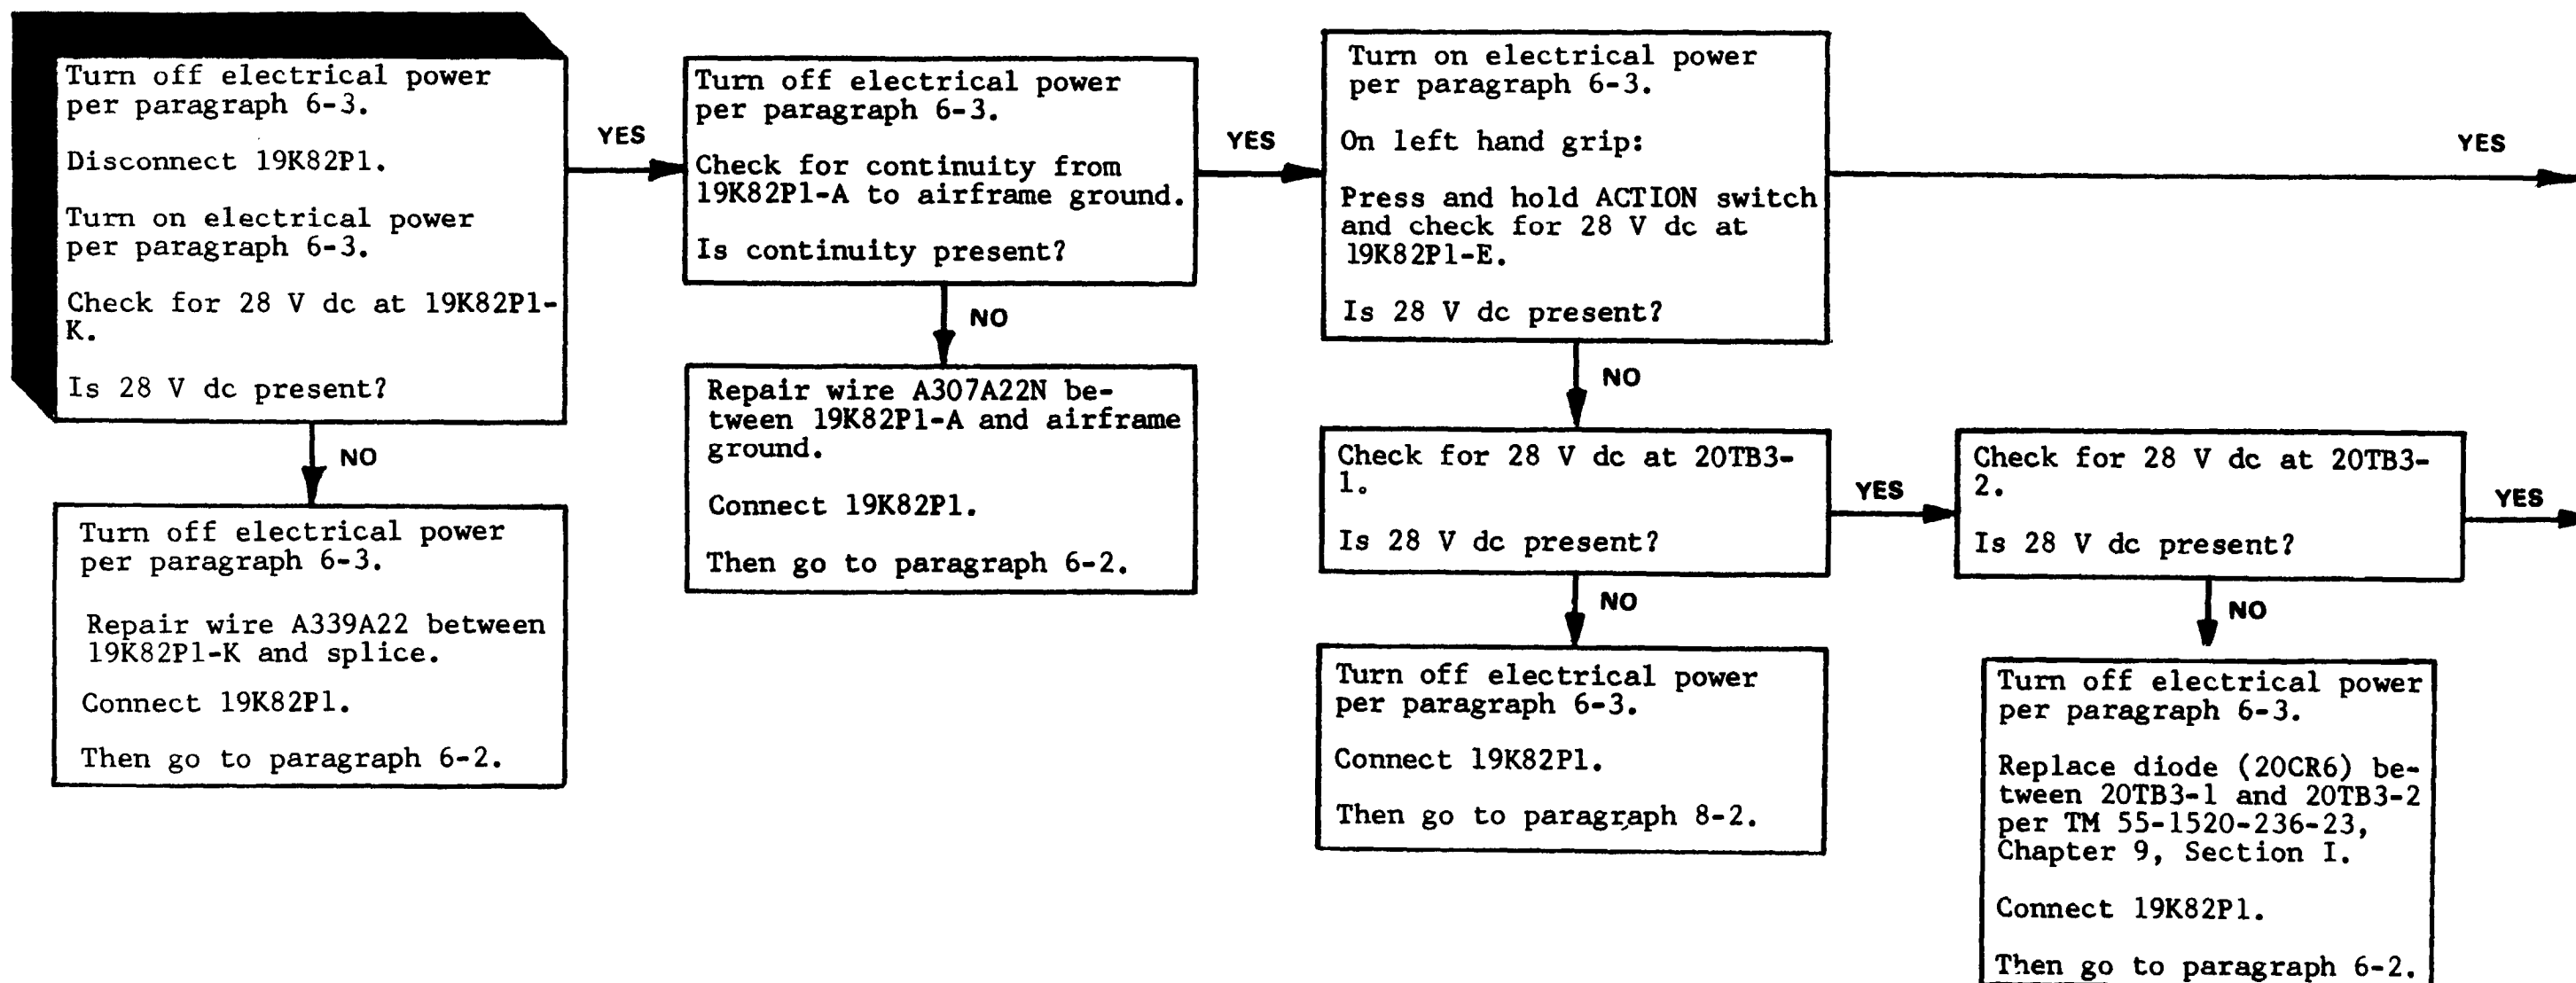 Turn off electrical power
per paragraph 6-3.
Disconnect 19K82P1.
Turn on electrical power
per paragraph 6-3.
Check for 28 V dc at 19K82P1-
K.
Is 28 V dc present?
YES
NO
Turn off electrical power
per paragraph 6-3.
Repair wire A339A22 between
19K82P1-K and splice.
Connect 19K82P1.
Then go to paragraph 6-2.
Turn off electrical power
per paragraph 6-3.
Check for continuity from
19K82P1-A to airframe ground.
Is continuity present?
YES
NO
Repair wire A307A22N be-
tween 19K82P1-A and airframe
ground.
Connect 19K82P1.
Then go to paragraph 6-2.
Turn on electrical power
per paragraph 6-3.
On left hand grip:
Press and hold ACTION switch
and check for 28 V dc at
19K82P1-E.
Is 28 V dc present?
YES
NO
Check for 28 V dc at 20TB3-
1.
Is 28 V dc present?
YES
NO
Turn off electrical power
per paragraph 6-3.
Connect 19K82P1.
Then go to paragraph 8-2.
Check for 28 V dc at 20TB3-
2.
Is 28 V dc present?
YES
NO
Turn off electrical power
per paragraph 6-3.
Replace diode (20CR6) be-
tween 20TB3-1 and 20TB3-2
per TM 55-1520-236-23,
Chapter 9, Section I.
Connect 19K82P1.
Then go to paragraph 6-2.